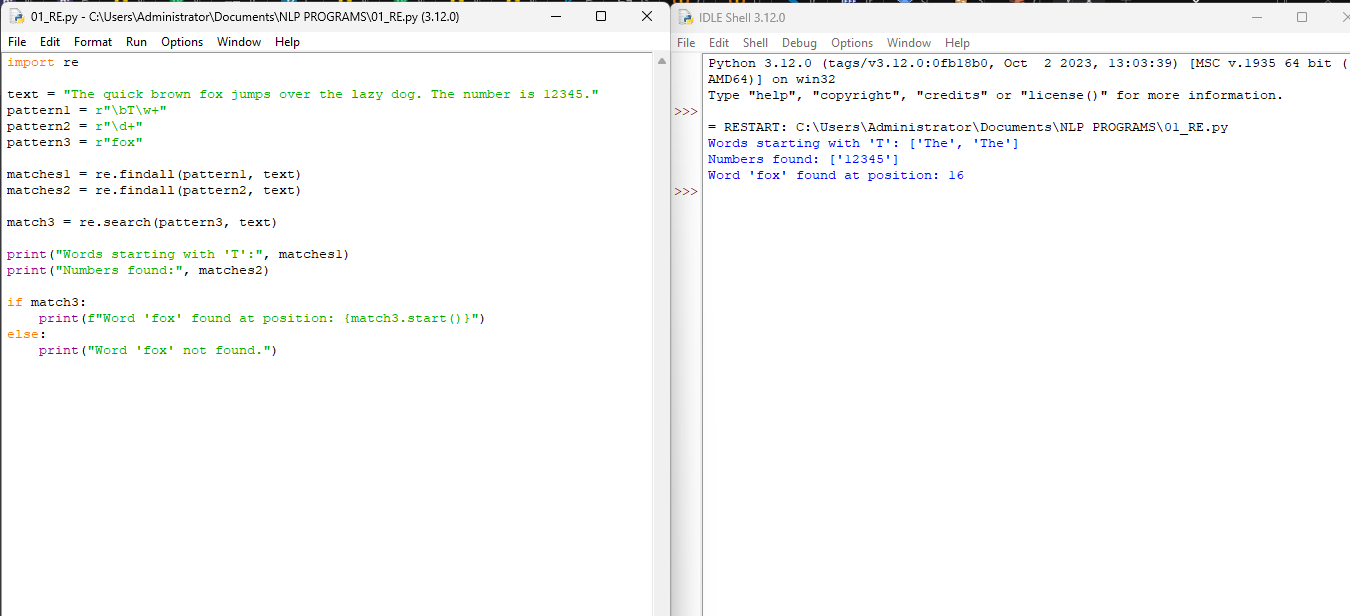 01_RE.py - C:\Users\Administrator\Documents\NLP PROGRAMS\01_RE.py (3.12.0)
File Edit Format Run Options Window Help
import re
text = "The quick brown fox jumps over the lazy dog. The number is 12345."
pattern1 = r"\bT\w+"
pattern2 = r"\d+"
pattern3 = r"fox"
matches1 = re.findall(pattern1, text)
matches2 = re.findall(pattern2, text)
match3 = re.search(pattern3, text)
print("Words starting with 'T':", matches1)
print("Numbers found:", matches2)
if match3:
    print(f"Word 'fox' found at position: {match3.start()}")
else:
    print("Word 'fox' not found.")
IDLE Shell 3.12.0
File Edit Shell Debug Options Window Help
Python 3.12.0 (tags/v3.12.0:0fb18b0, Oct  2 2023, 13:03:39) [MSC v.1935 64 bit (
AMD64)] on win32
Type "help", "copyright", "credits" or "license()" for more information.
>>>
= RESTART: C:\Users\Administrator\Documents\NLP PROGRAMS\01_RE.py
Words starting with 'T': ['The', 'The']
Numbers found: ['12345']
Word 'fox' found at position: 16
>>>